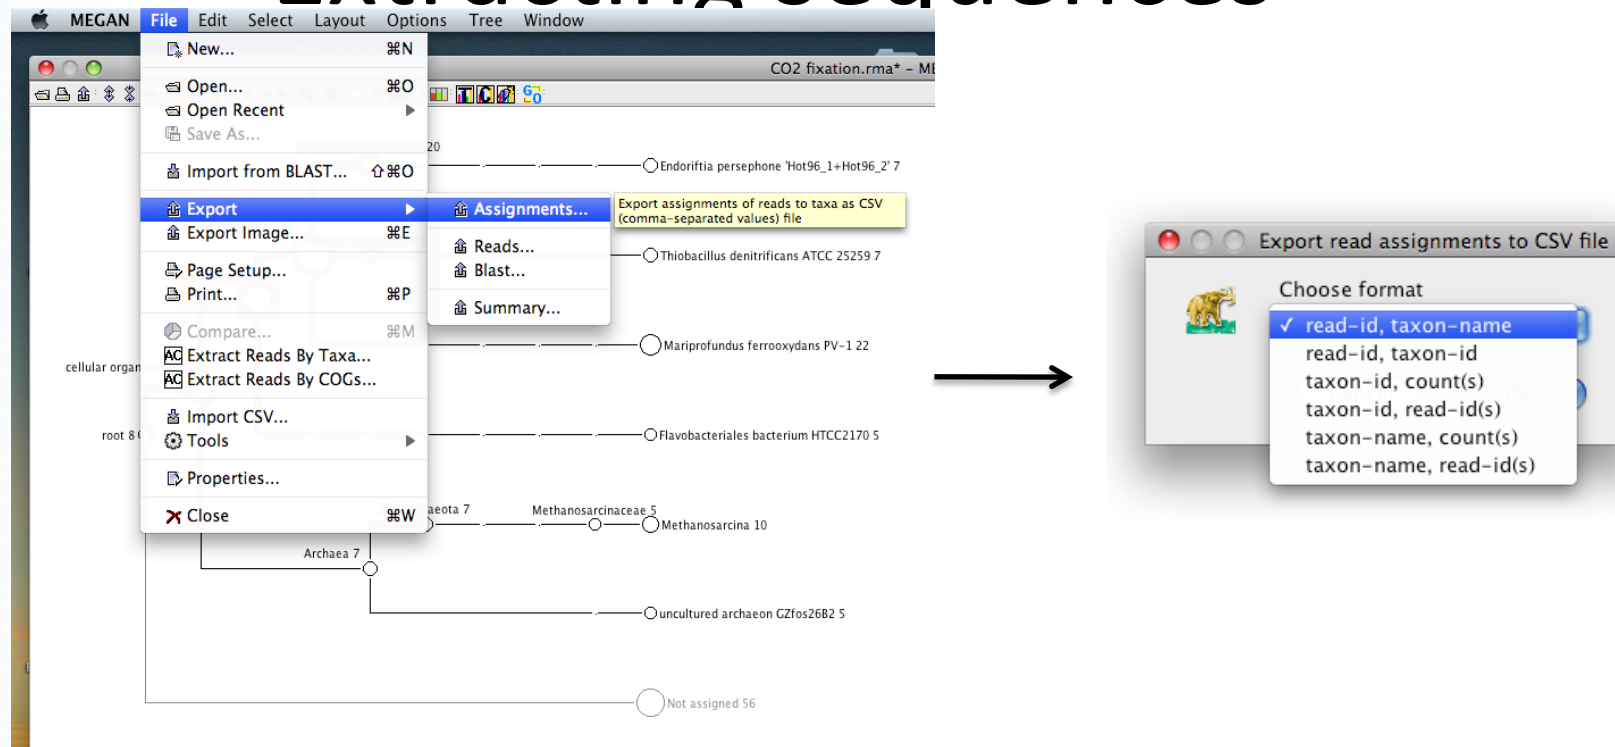 Extracting sequences
MEGAN File Edit Select Layout Options Tree Window
New... ⌘N
CO2 fixation.rma* – ME
Open... ⌘O
Open Recent
Save As...
Import from BLAST... ⇧⌘O
Export
Export Image... ⌘E
Page Setup...
Print... ⌘P
Compare... ⌘M
Extract Reads By Taxa...
Extract Reads By COGs...
Import CSV...
Tools
Properties...
Close ⌘W
Assignments...
Reads...
Blast...
Summary...
Export assignments of reads to taxa as CSV
(comma-separated values) file
20
Endoriftia persephone 'Hot96_1+Hot96_2' 7
Thiobacillus denitrificans ATCC 25259 7
Mariprofundus ferrooxydans PV-1 22
cellular organ
root 8
Flavobacteriales bacterium HTCC2170 5
aeota 7
Methanosarcinaceae 5
Methanosarcina 10
Archaea 7
uncultured archaeon GZfos26B2 5
Not assigned 56
Export read assignments to CSV file
Choose format
✓ read-id, taxon-name
read-id, taxon-id
taxon-id, count(s)
taxon-id, read-id(s)
taxon-name, count(s)
taxon-name, read-id(s)